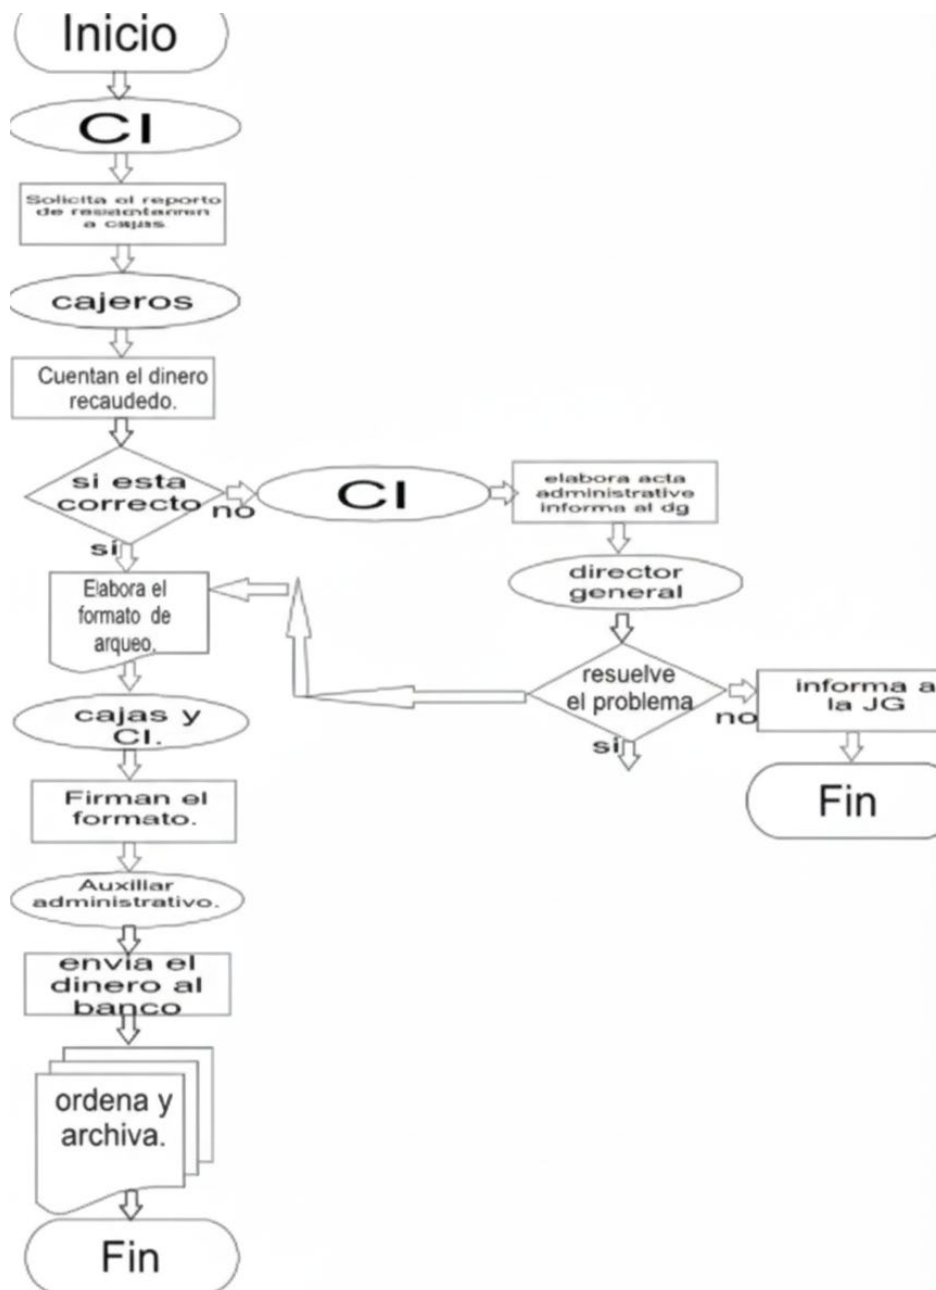 Inicio
CI
Solicita el reporto
de
a cajas
cajeros
Cuentan el dinero
recaudedo.
si esta
correcto
no
CI
elabora acta
administrative
informa al dg
sí
director
general
Elabora el
formato de
arqueo.
resuelve
el problema
no
informa a
la JG
sí
cajas y
CI.
Fin
Firman el
formato.
Auxiliar
administrativo.
envia el
dinero al
banco
ordena y
archiva.
Fin